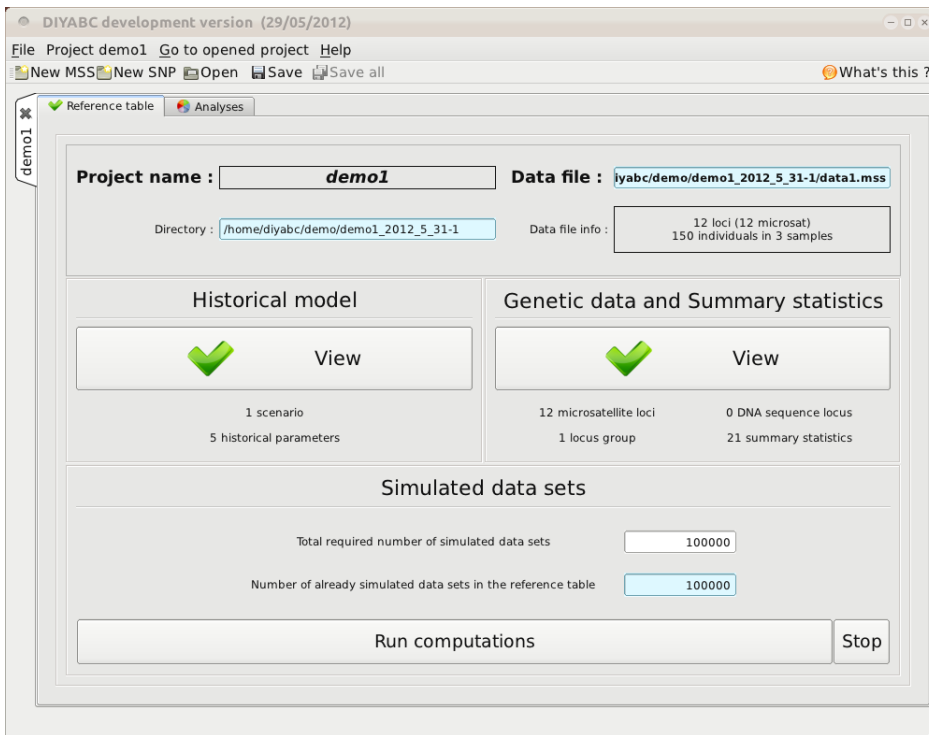 DIYABC development version (29/05/2012)
File Project demo1 Go to opened project Help
New MSS New SNP Open Save Save all What's this ?
demo1
Reference table Analyses
Project name : demo1 Data file : iyabc/demo/demo1_2012_5_31-1/data1.mss
Directory : /home/diyabc/demo/demo1_2012_5_31-1 Data file info : 12 loci (12 microsat)
150 individuals in 3 samples
Historical model Genetic data and Summary statistics
View View
1 scenario 12 microsatellite loci 0 DNA sequence locus
5 historical parameters 1 locus group 21 summary statistics
Simulated data sets
Total required number of simulated data sets 100000
Number of already simulated data sets in the reference table 100000
Run computations Stop